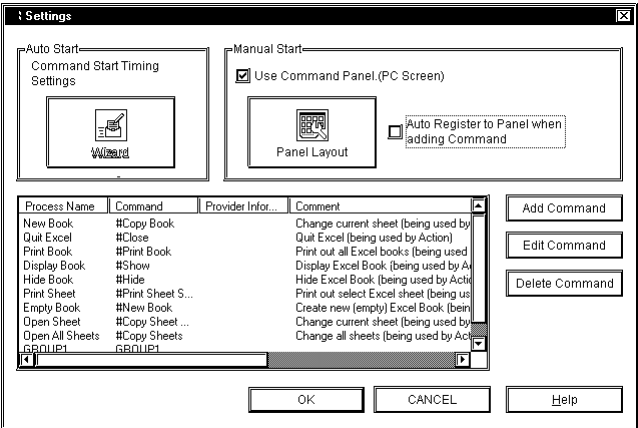 Settings
Auto Start
Command Start Timing
Settings
Wizard
Manual Start
Use Command Panel.(PC Screen)
Panel Layout
Auto Register to Panel when
adding Command
Process Name Command Provider Infor... Comment
New Book #Copy Book Change current sheet (being used by
Quit Excel #Close Quit Excel (being used by Action)
Print Book #Print Book Print out all Excel books (being used
Display Book #Show Display Excel Book (being used by A
Hide Book #Hide Hide Excel Book (being used by Actio
Print Sheet #Print Sheet S... Print out select Excel sheet (being us
Empty Book #New Book Create new (empty) Excel Book (bein
Open Sheet #Copy Sheet ... Change current sheet (being used by
Open All Sheets #Copy Sheets Change all sheets (being used by Act
GROUP1 GROUP1
Add Command
Edit Command
Delete Command
OK CANCEL Help